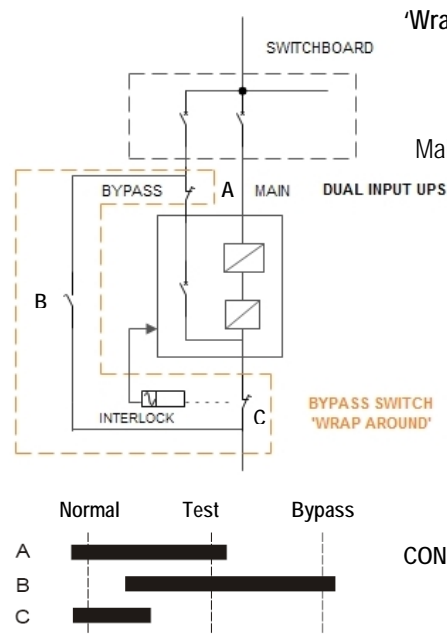 'Wra
SWITCHBOARD
Ma
BYPASS
A
MAIN
DUAL INPUT UPS
B
INTERLOCK
C
BYPASS SWITCH
'WRAP AROUND'
Normal Test Bypass
A
CON
B
C